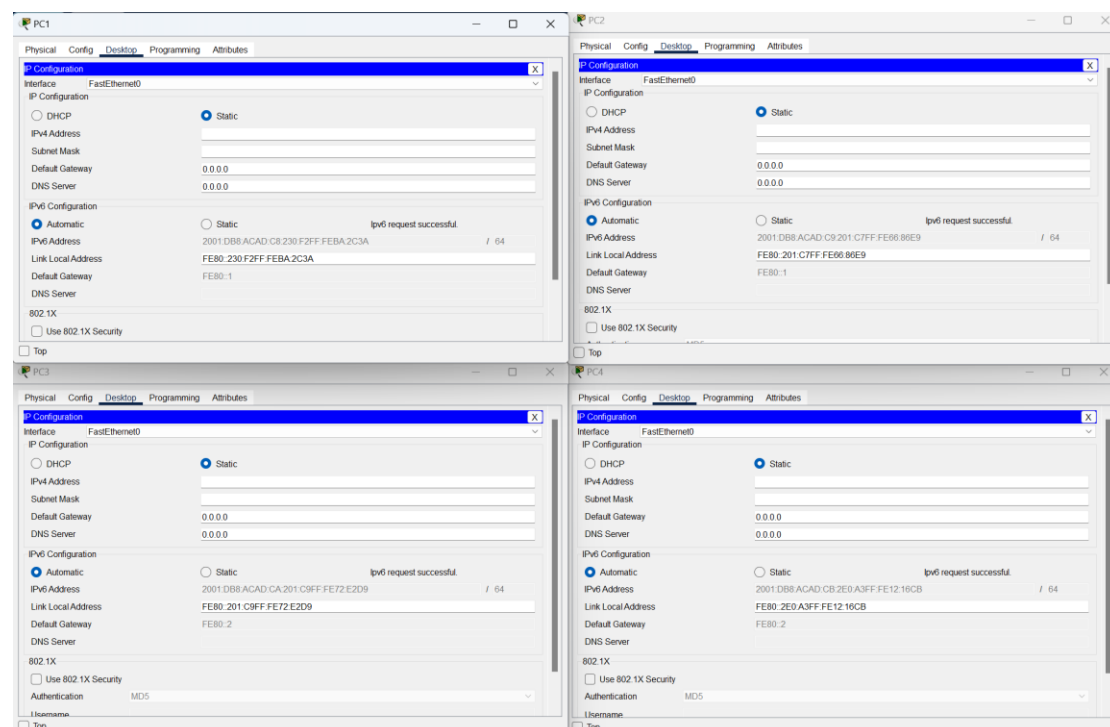 PC1
Physical Config Desktop Programming Attributes
IP Configuration X
Interface FastEthernet0
IP Configuration
DHCP Static
IPv4 Address
Subnet Mask
Default Gateway 0.0.0.0
DNS Server 0.0.0.0
IPv6 Configuration
Automatic Static Ipv6 request successful.
IPv6 Address 2001:DB8:ACAD:C8:230:F2FF:FEBA:2C3A / 64
Link Local Address FE80::230:F2FF:FEBA:2C3A
Default Gateway FE80::1
DNS Server
802.1X
Use 802.1X Security
Top
PC2
Physical Config Desktop Programming Attributes
IP Configuration X
Interface FastEthernet0
IP Configuration
DHCP Static
IPv4 Address
Subnet Mask
Default Gateway 0.0.0.0
DNS Server 0.0.0.0
IPv6 Configuration
Automatic Static Ipv6 request successful.
IPv6 Address 2001:DB8:ACAD:C9:201:C7FF:FE66:86E9 / 64
Link Local Address FE80::201:C7FF:FE66:86E9
Default Gateway FE80::1
DNS Server
802.1X
Use 802.1X Security
Top
PC3
Physical Config Desktop Programming Attributes
IP Configuration X
Interface FastEthernet0
IP Configuration
DHCP Static
IPv4 Address
Subnet Mask
Default Gateway 0.0.0.0
DNS Server 0.0.0.0
IPv6 Configuration
Automatic Static Ipv6 request successful.
IPv6 Address 2001:DB8:ACAD:CA:201:C9FF:FE72:E2D9 / 64
Link Local Address FE80::201:C9FF:FE72:E2D9
Default Gateway FE80::2
DNS Server
802.1X
Use 802.1X Security
Authentication MD5
Username
Top
PC4
Physical Config Desktop Programming Attributes
IP Configuration X
Interface FastEthernet0
IP Configuration
DHCP Static
IPv4 Address
Subnet Mask
Default Gateway 0.0.0.0
DNS Server 0.0.0.0
IPv6 Configuration
Automatic Static Ipv6 request successful.
IPv6 Address 2001:DB8:ACAD:CB:2E0:A3FF:FE12:16CB / 64
Link Local Address FE80::2E0:A3FF:FE12:16CB
Default Gateway FE80::2
DNS Server
802.1X
Use 802.1X Security
Authentication MD5
Username
Top